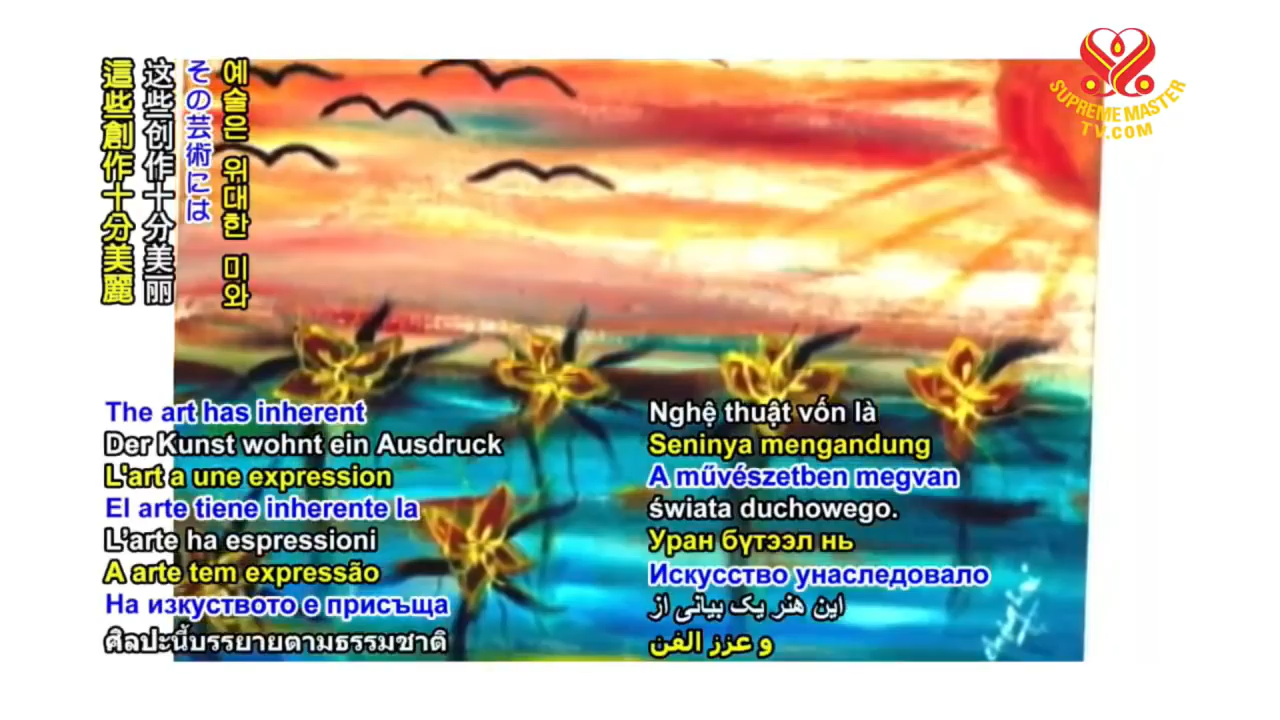 這些創作十分美麗
这些创作十分美丽
その芸術には
예술은 위대한 미와
SUPREME MASTER
TV.COM
The art has inherent
Der Kunst wohnt ein Ausdruck
L'art a une expression
El arte tiene inherente la
L'arte ha espressioni
A arte tem expressão
На изкуството е присъща
ศิลปะนี้บรรยายตามธรรมชาติ
Nghệ thuật vốn là
Seninya mengandung
A művészetben megvan
świata duchowego.
Уран бүтээл нь
Искусство унаследовало
این هنر یک بیانی از
و عزز الفن